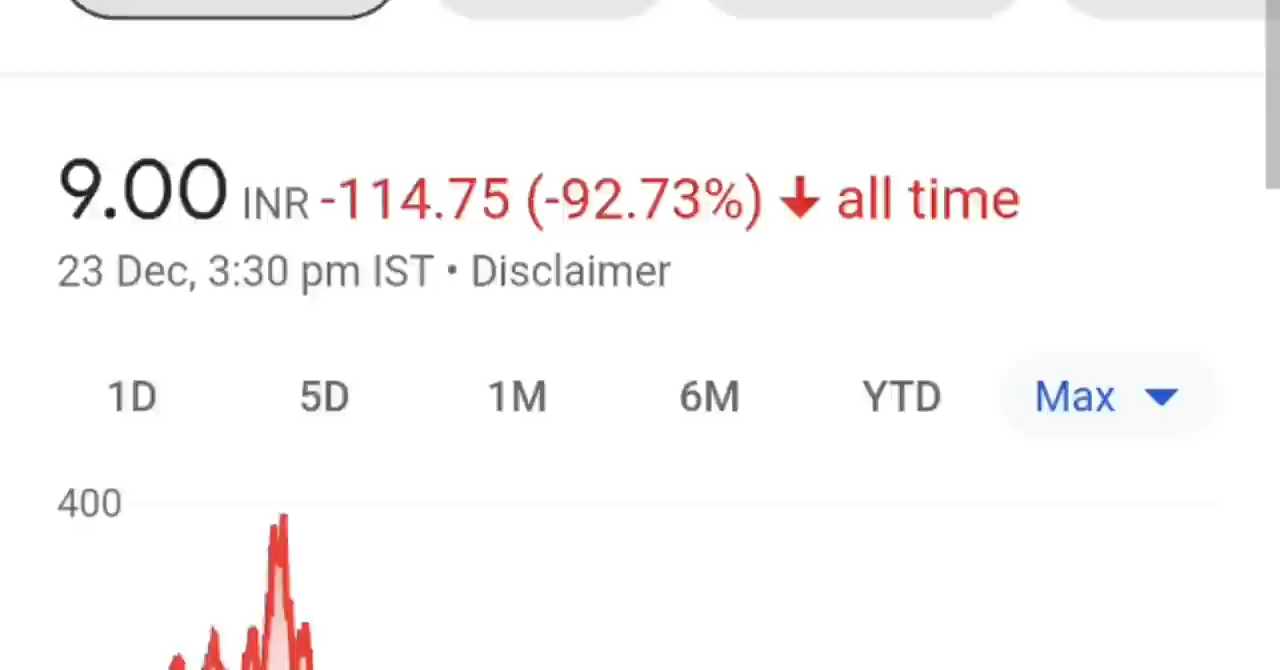 9.00 INR -114.75 (-92.73%) ↓ all time
23 Dec, 3:30 pm IST • Disclaimer
1D 5D 1M 6M YTD Max
400